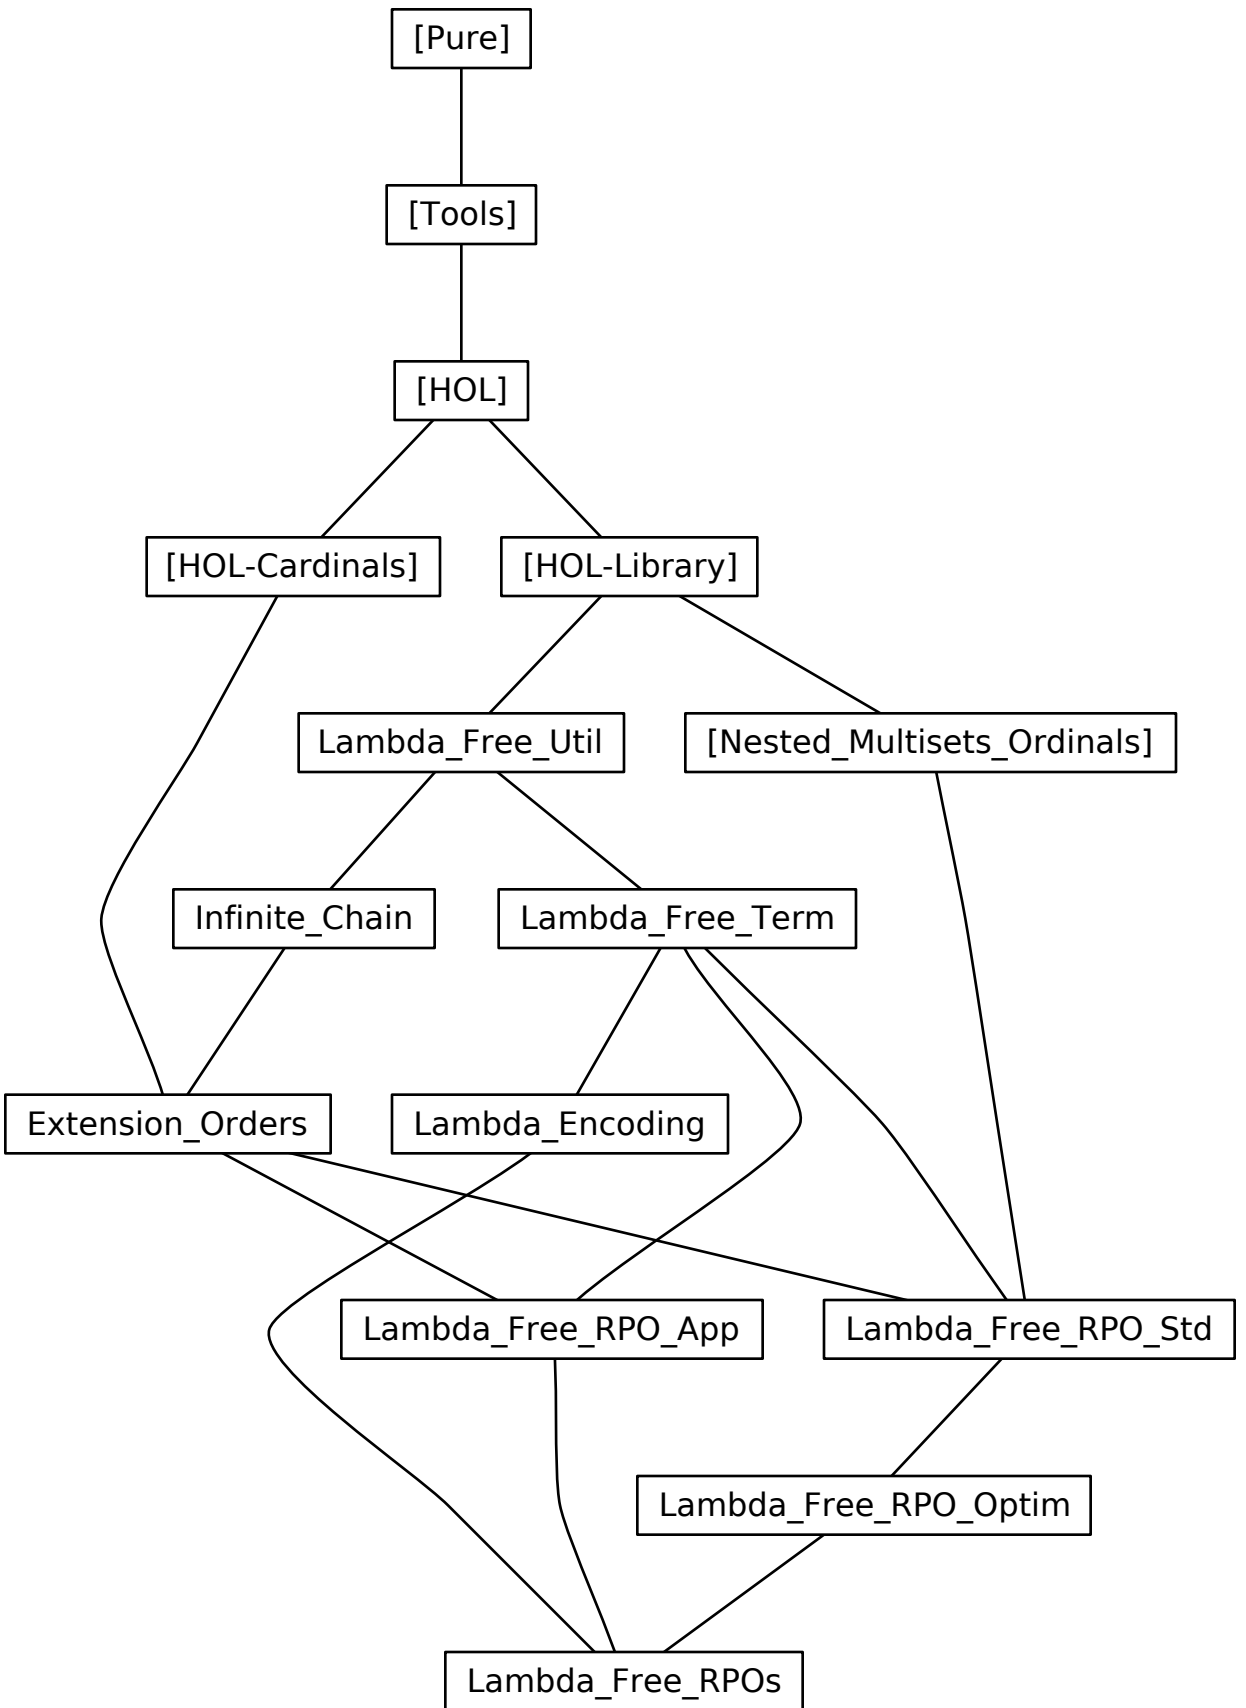 [Pure]
[Tools]
[HOL]
[HOL-Cardinals]
[HOL-Library]
Lambda_Free_Util
[Nested_Multisets_Ordinals]
Infinite_Chain
Lambda_Free_Term
Extension_Orders
Lambda_Encoding
Lambda_Free_RPO_App
Lambda_Free_RPO_Std
Lambda_Free_RPO_Optim
Lambda_Free_RPOs